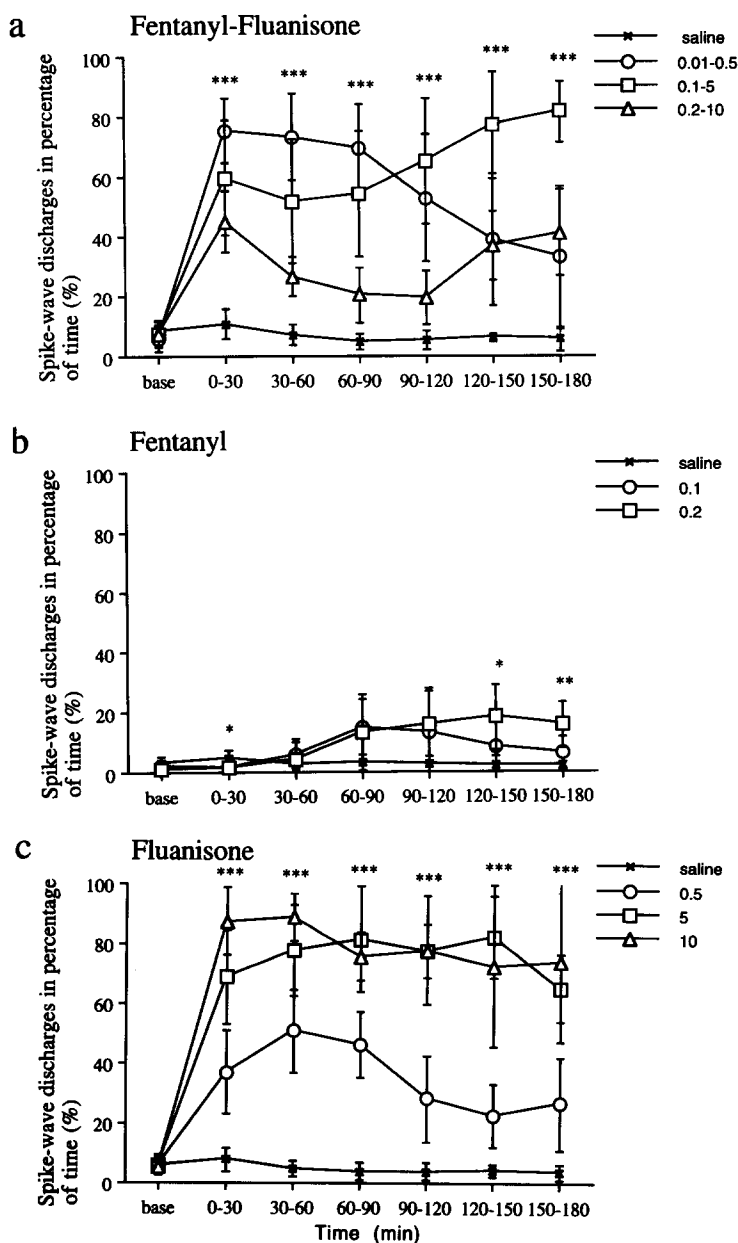 a
Fentanyl-Fluanisone
saline
0.01-0.5
0.1-5
0.2-10
*** *** *** *** *** ***
Spike-wave discharges in percentage
of time (%)
100
80
60
40
20
0
base 0-30 30-60 60-90 90-120 120-150 150-180
b
Fentanyl
saline
0.1
0.2
* * **
Spike-wave discharges in percentage
of time (%)
100
80
60
40
20
0
base 0-30 30-60 60-90 90-120 120-150 150-180
c
Fluanisone
saline
0.5
5
10
*** *** *** *** *** ***
Spike-wave discharges in percentage
of time (%)
100
80
60
40
20
0
base 0-30 30-60 60-90 90-120 120-150 150-180
Time (min)